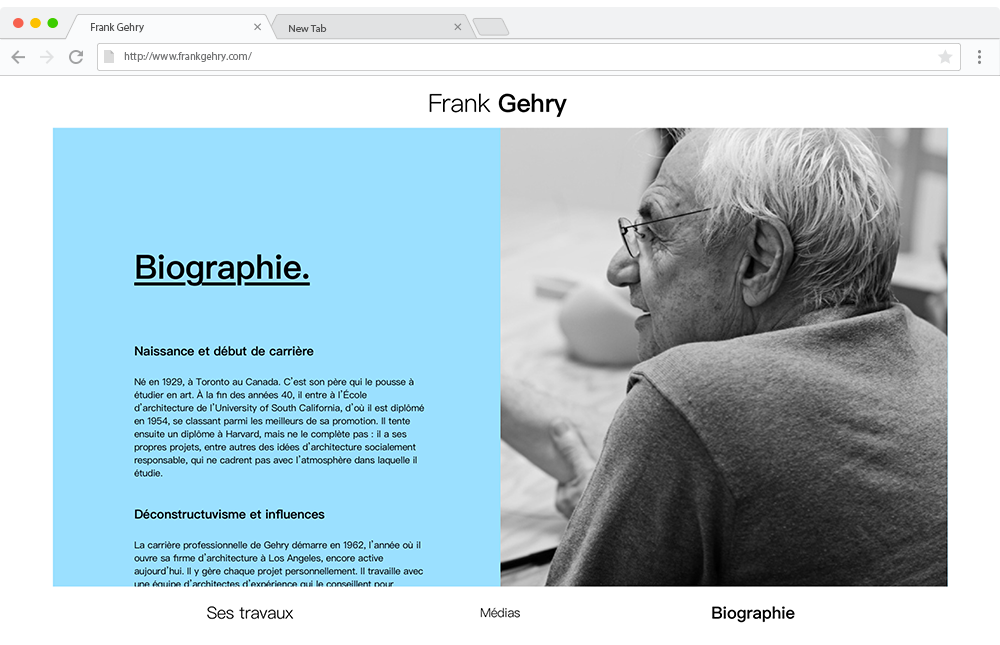 Frank Gehry
New Tab
http://www.frankgehry.com/
Frank Gehry
Biographie.
Naissance et début de carrière
Né en 1929, à Toronto au Canada. C'est son père qui le pousse à
étudier en art. À la fin des années 40, il entre à l'École
d'architecture de l'University of South California, d'où il est diplômé
en 1954, se classant parmi les meilleurs de sa promotion. Il tente
ensuite un diplôme à Harvard, mais ne le complète pas : il a ses
propres projets, entre autres des idées d'architecture socialement
responsable, qui ne cadrent pas avec l'atmosphère dans laquelle il
étudie.
Déconstructuvisme et influences
La carrière professionnelle de Gehry démarre en 1962, l'année où il
ouvre sa firme d'architecture à Los Angeles, encore active
aujourd'hui. Il y gère chaque projet personnellement. Il travaille avec
une équipe d'architectes d'expérience qui le conseillent pour
Ses travaux
Médias
Biographie